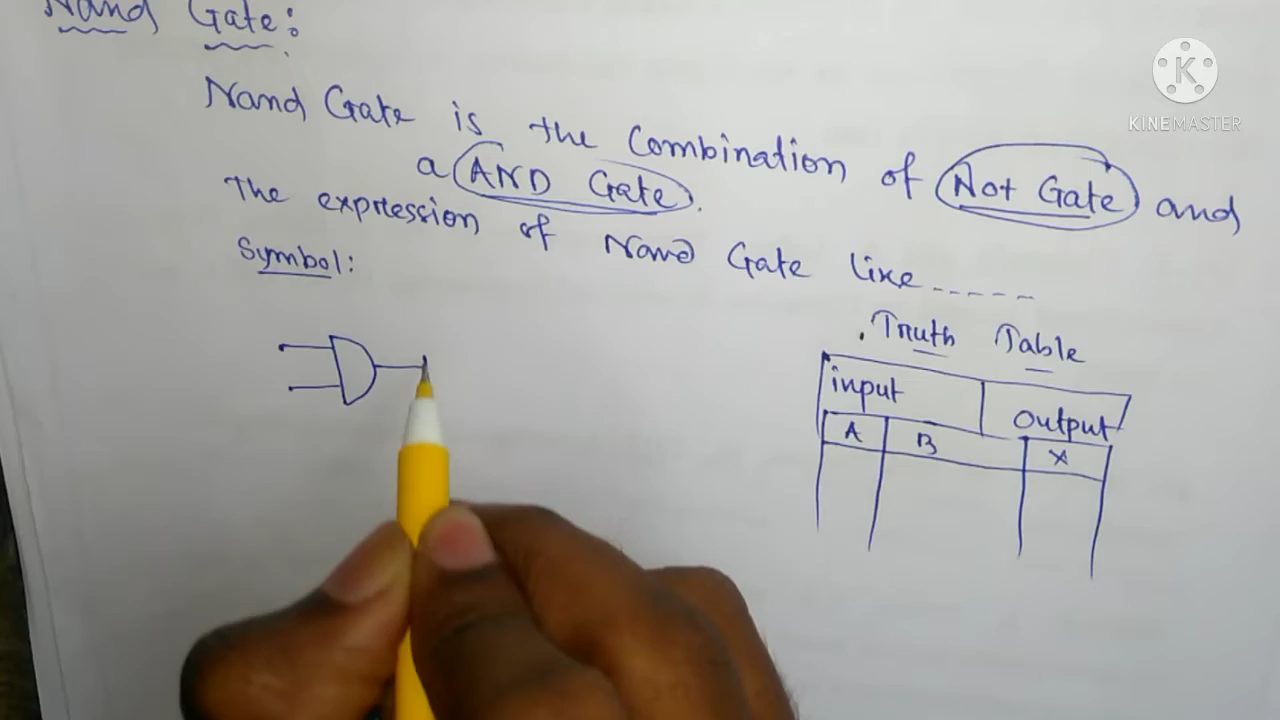 Nand Gate:
Nand Gate is the Combination of Not Gate and
a AND Gate.
The expression of Nand Gate like -----
Symbol:
Truth Table
input Output
A B X
KINEMASTER